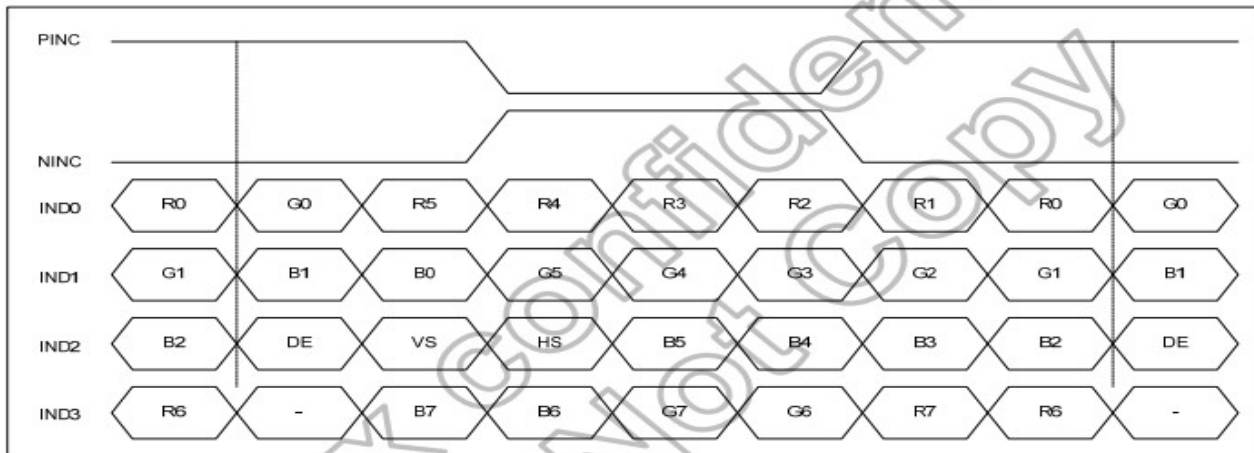 PINC
NINC
IND0 R0 G0 R5 R4 R3 R2 R1 R0 G0
IND1 G1 B1 B0 G5 G4 G3 G2 G1 B1
IND2 B2 DE VS HS B5 B4 B3 B2 DE
IND3 R6 - B7 B6 G7 G6 R7 R6 -
Not Copy